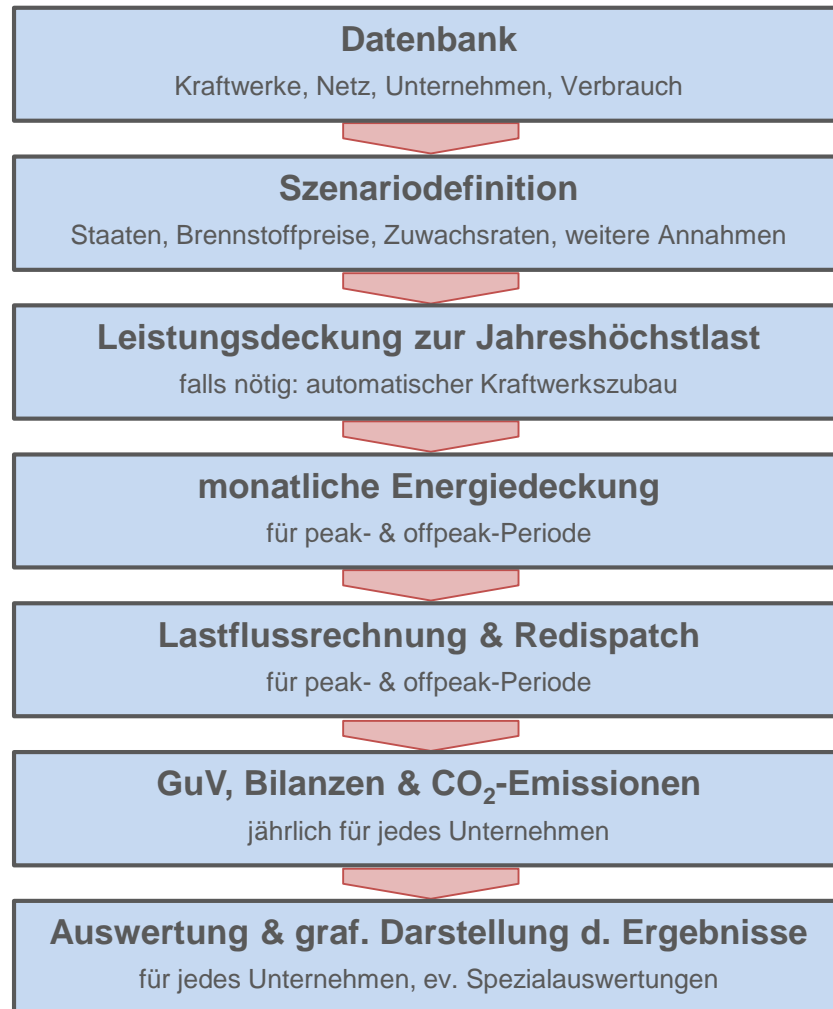 Datenbank
Kraftwerke, Netz, Unternehmen, Verbrauch
Szenariodefinition
Staaten, Brennstoffpreise, Zuwachsraten, weitere Annahmen
Leistungsdeckung zur Jahreshöchstlast
falls nötig: automatischer Kraftwerkszubau
monatliche Energiedeckung
für peak- & offpeak-Periode
Lastflussrechnung & Redispatch
für peak- & offpeak-Periode
GuV, Bilanzen & CO₂-Emissionen
jährlich für jedes Unternehmen
Auswertung & graf. Darstellung d. Ergebnisse
für jedes Unternehmen, ev. Spezialauswertungen